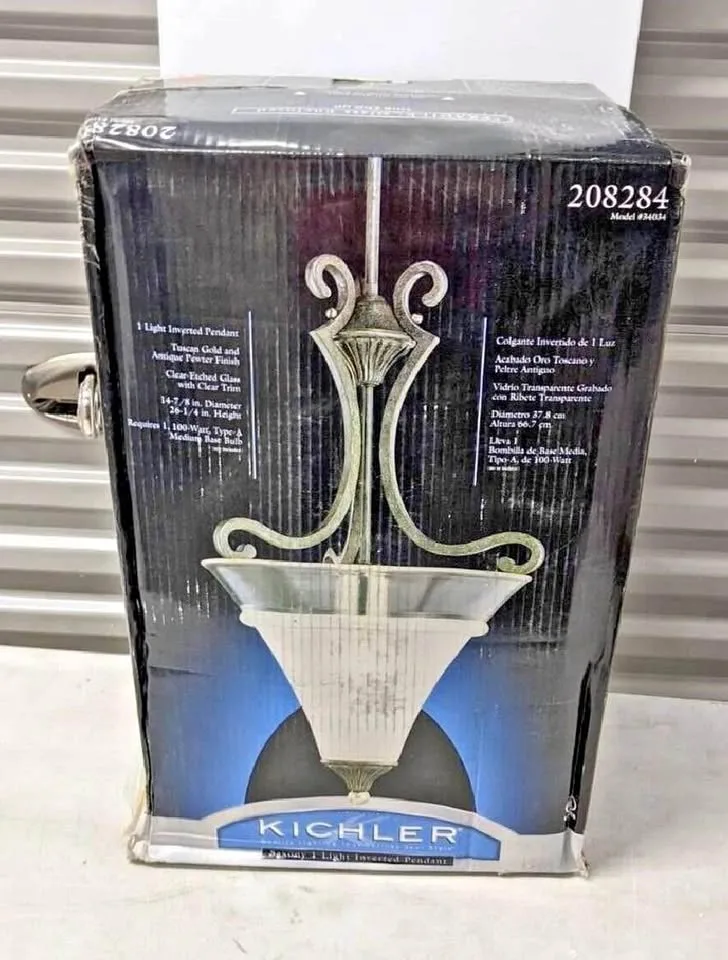 208284
Model #34034
1 Light Inverted Pendant
Tuscan Gold and
Antique Pewter Finish
Clear-Etched Glass
with Clear Trim
14-7/8 in. Diameter
26-1/4 in. Height
Requires 1, 100-Watt, Type-A
Medium Base Bulb
Colgante Invertido de 1 Luz
Acabado Oro Toscano y
Peltre Antiguo
Vidrio Transparente Grabado
con Ribete Transparente
Diámetro 37.8 cm
Altura 66.7 cm
Lleva 1
Bombilla de Base Media,
Tipo-A, de 100-Watt
KICHLER
Saxony 1 Light Inverted Pendant